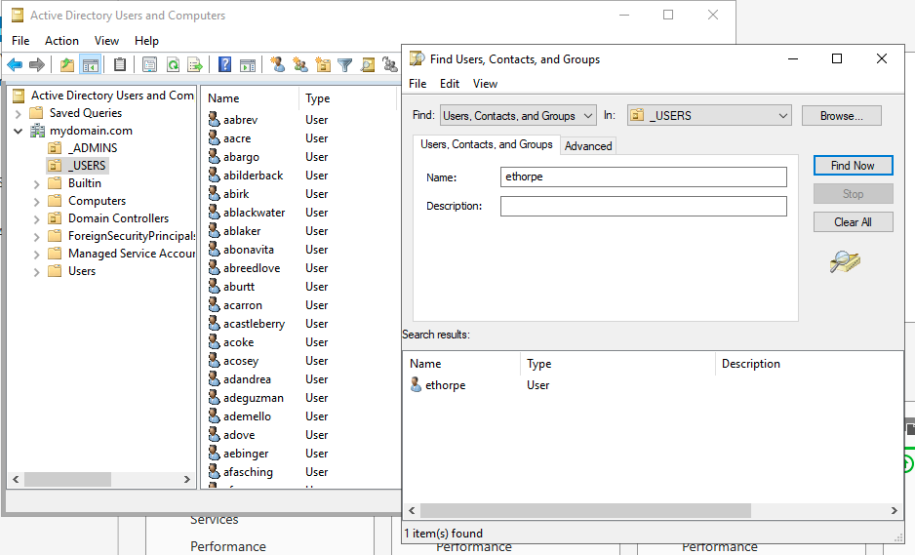 Active Directory Users and Computers
File Action View Help
Active Directory Users and Com
Saved Queries
mydomain.com
_ADMINS
_USERS
Builtin
Computers
Domain Controllers
ForeignSecurityPrincipals
Managed Service Accour
Users
Name Type
aabrev User
aacre User
abargo User
abilderback User
abirk User
ablackwater User
ablaker User
abonavita User
abreedlove User
aburtt User
acarron User
acastleberry User
acoke User
acosey User
adandrea User
adeguzman User
ademello User
adove User
aebinger User
afasching User
Find Users, Contacts, and Groups
File Edit View
Find: Users, Contacts, and Groups In: _USERS Browse...
Users, Contacts, and Groups Advanced
Name: ethorpe
Description:
Find Now
Stop
Clear All
Search results:
Name Type Description
ethorpe User
1 item(s) found
Services
Performance Performance Performance